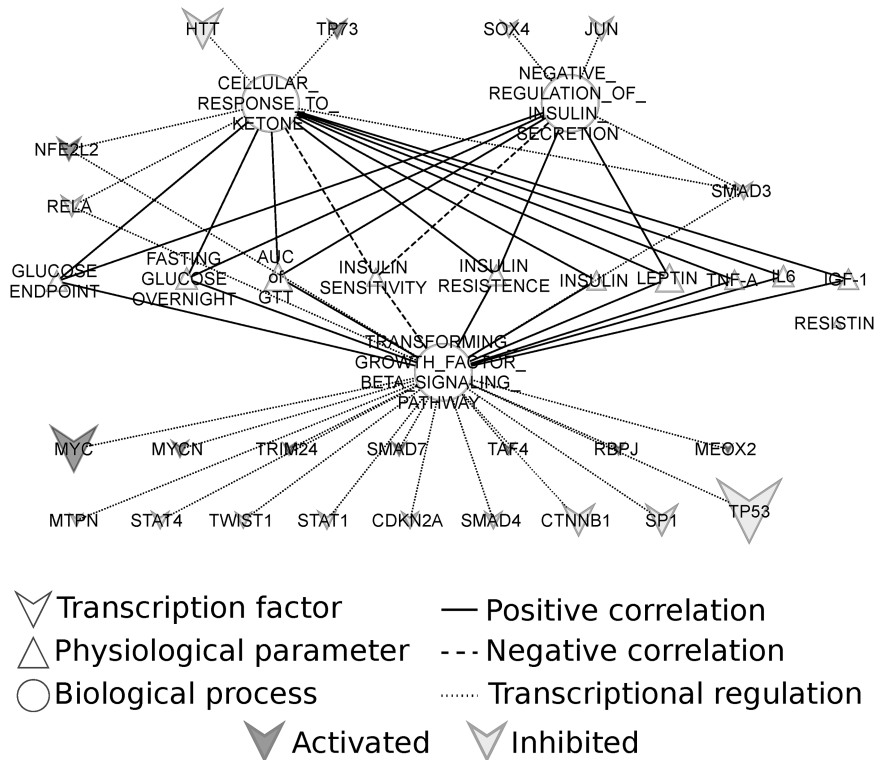 HTT
TP73
SOX4
JUN
CELLULAR_
RESPONSE_TO_
KETONE
NEGATIVE_
REGULATION_OF_
INSULIN_
SECRETION
NFE2L2
SMAD3
RELA
GLUCOSE
ENDPOINT
FASTING
GLUCOSE
OVERNIGHT
AUC
of
GTT
INSULIN
SENSITIVITY
INSULIN
RESISTENCE
INSULIN
LEPTIN
TNF-A
IL6
IGF-1
RESISTIN
TRANSFORMING_
GROWTH_FACTOR_
BETA_SIGNALING_
PATHWAY
MYC
MYCN
TRIM24
SMAD7
TAF4
RBPJ
MEOX2
MTPN
STAT4
TWIST1
STAT1
CDKN2A
SMAD4
CTNNB1
SP1
TP53
Transcription factor
Positive correlation
Physiological parameter
Negative correlation
Biological process
Transcriptional regulation
Activated
Inhibited